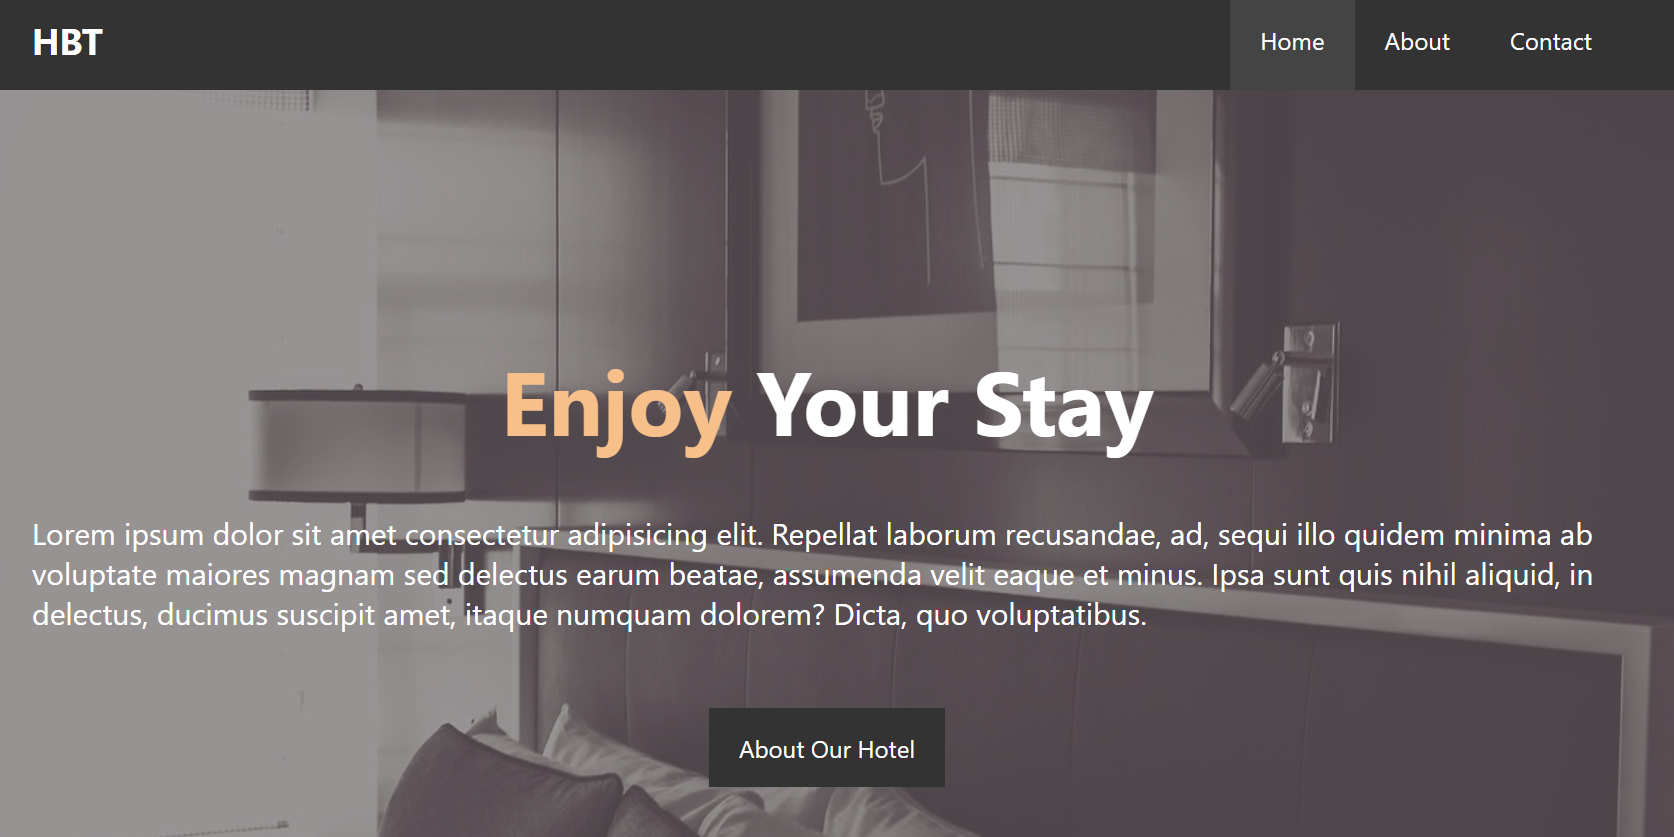 HBT
Home About Contact
Enjoy Your Stay
Lorem ipsum dolor sit amet consectetur adipisicing elit. Repellat laborum recusandae, ad, sequi illo quidem minima ab
voluptate maiores magnam sed delectus earum beatae, assumenda velit eaque et minus. Ipsa sunt quis nihil aliquid, in
delectus, ducimus suscipit amet, itaque numquam dolorem? Dicta, quo voluptatibus.
About Our Hotel